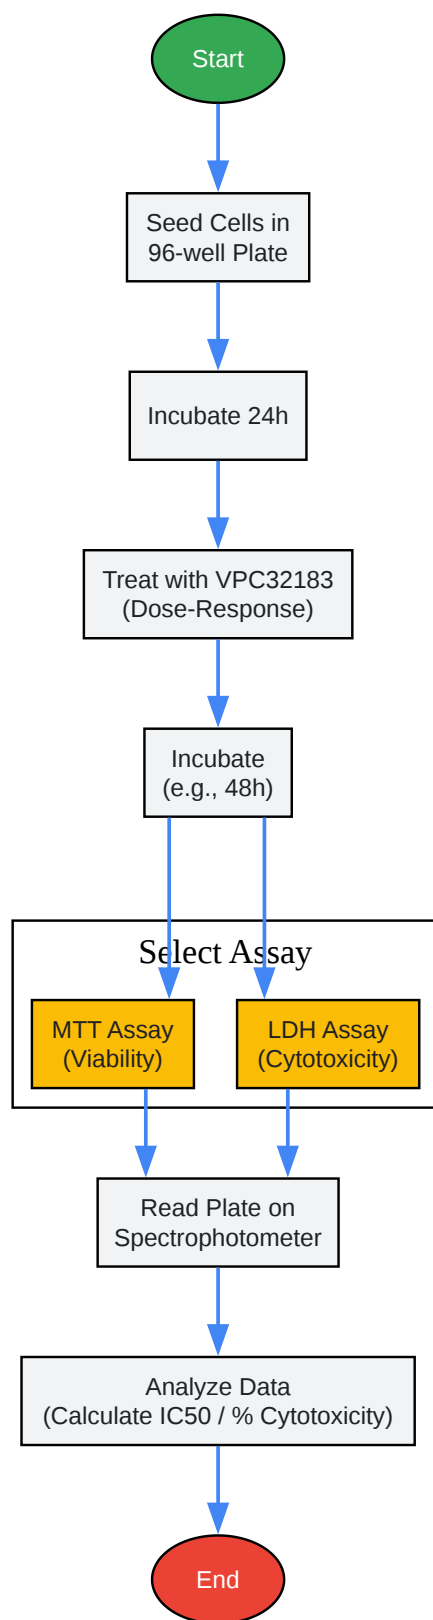 Start
Seed Cells in
96-well Plate
Incubate 24h
Treat with VPC32183
(Dose-Response)
Incubate
(e.g., 48h)
Select Assay
MTT Assay
(Viability)
LDH Assay
(Cytotoxicity)
Read Plate on
Spectrophotometer
Analyze Data
(Calculate IC50 / % Cytotoxicity)
End